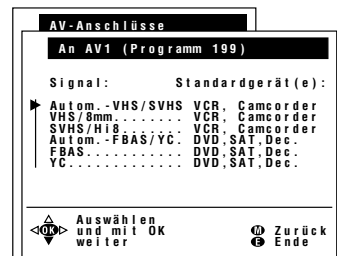 AV-Anschlüsse
An AV1 (Programm 199)
Signal: Standardgerät(e):
Autom.-VHS/SVHS VCR, Camcorder
VHS/8mm........ VCR, Camcorder
SVHS/Hi8....... VCR, Camcorder
Autom.-FBAS/YC. DVD,SAT,Dec.
FBAS........... DVD,SAT,Dec.
YC............. DVD,SAT,Dec.
Auswählen
OK und mit OK M Zurück
weiter E Ende